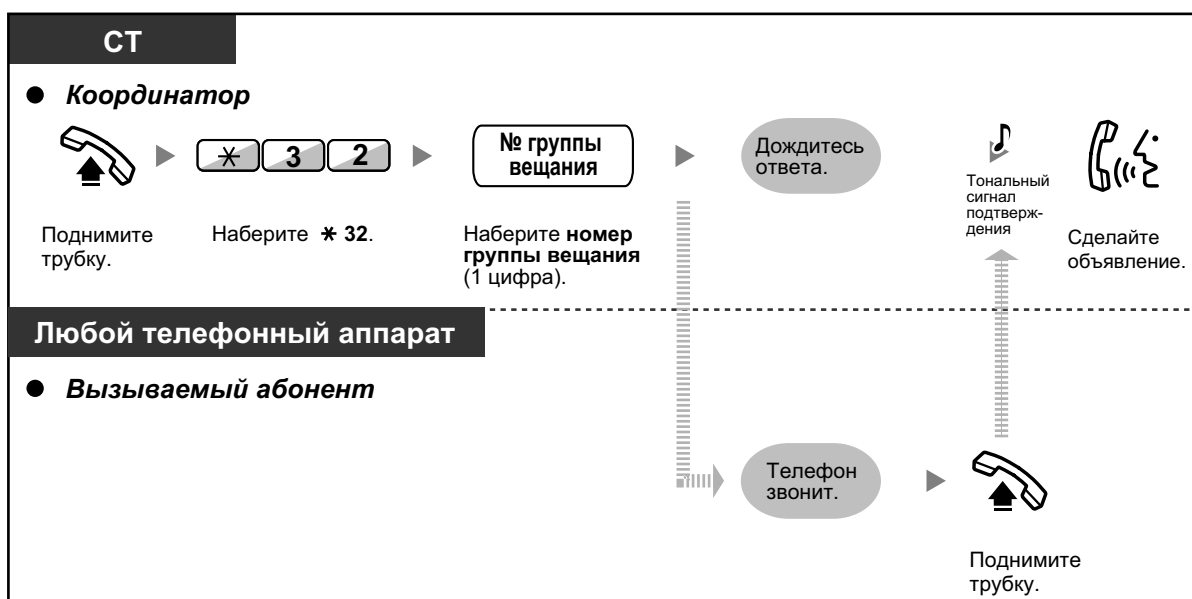 СТ
Координатор
✳ 3 2
№ группы
вещания
Дождитесь
ответа.
Тональный
сигнал
подтверж-
дения
Поднимите
трубку.
Наберите ✳ 32.
Наберите номер
группы вещания
(1 цифра).
Сделайте
объявление.
Любой телефонный аппарат
Вызываемый абонент
Телефон
звонит.
Поднимите
трубку.